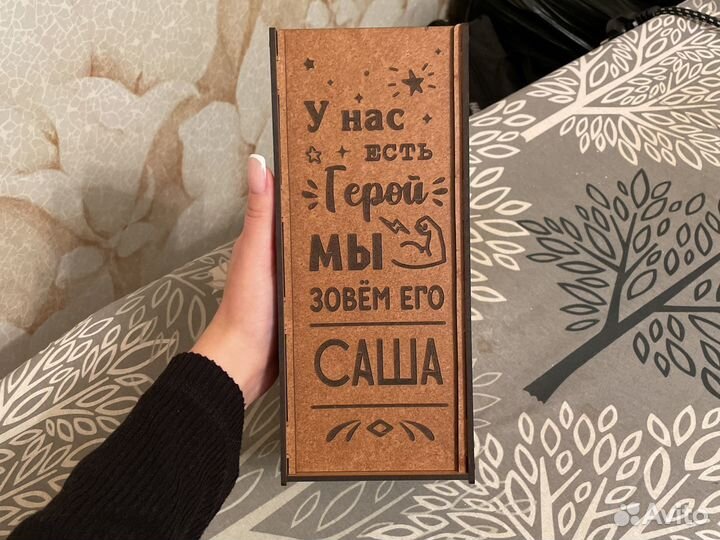 У нас
есть
Герой
мы
зовём его
САША
Avito